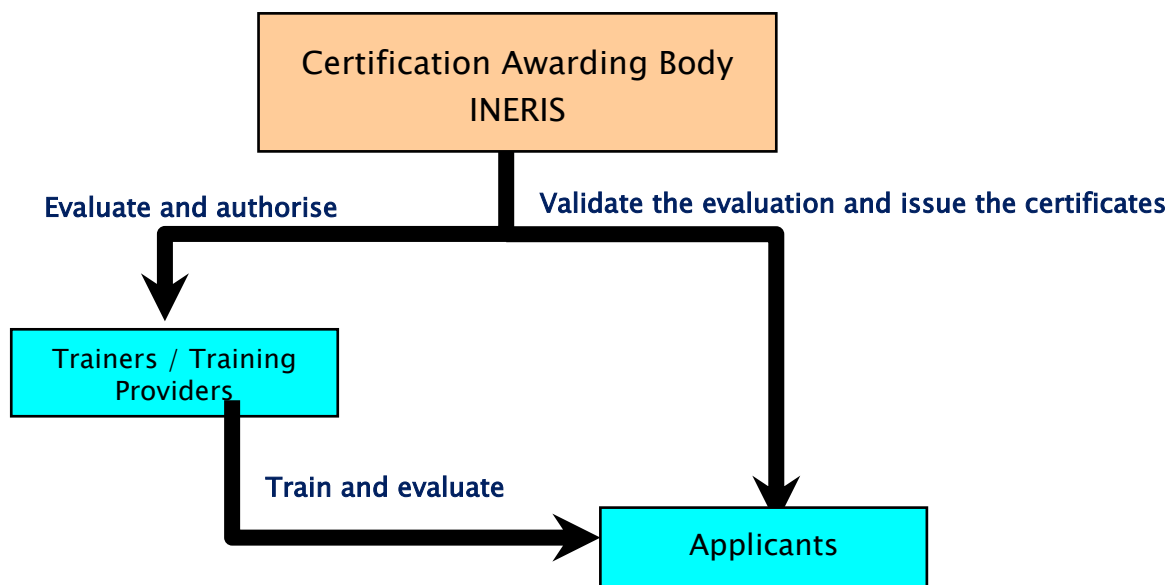 Certification Awarding Body
INERIS
Evaluate and authorise
Validate the evaluation and issue the certificates
Trainers / Training
Providers
Train and evaluate
Applicants